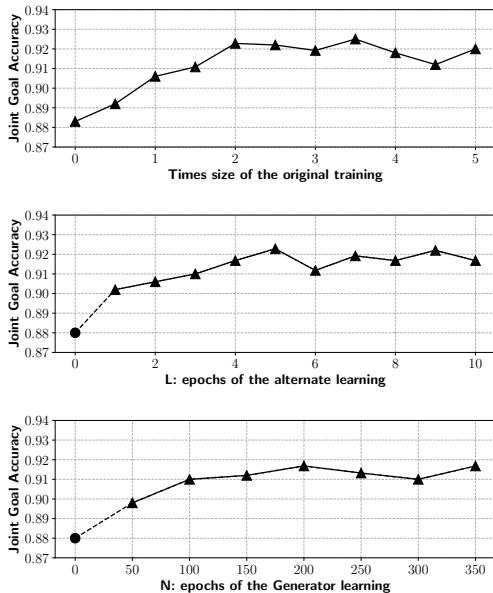 0.94
0.93
0.92
0.91
0.90
0.89
0.88
0.87
Joint Goal Accuracy
0 1 2 3 4 5
Times size of the original training
0.94
0.93
0.92
0.91
0.90
0.89
0.88
0.87
Joint Goal Accuracy
0 2 4 6 8 10
L: epochs of the alternate learning
0.94
0.93
0.92
0.91
0.90
0.89
0.88
0.87
Joint Goal Accuracy
0 50 100 150 200 250 300 350
N: epochs of the Generator learning